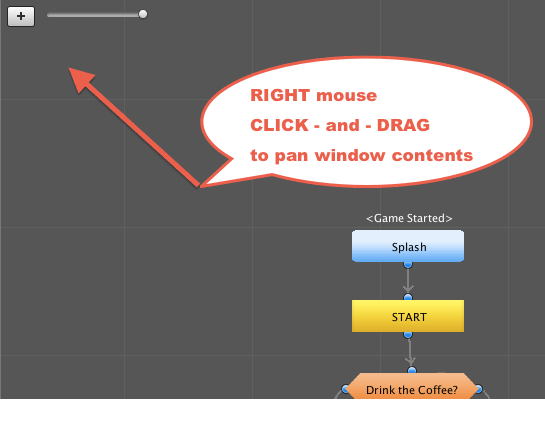 +
RIGHT mouse
CLICK - and - DRAG
to pan window contents
<Game Started>
Splash
START
Drink the Coffee?